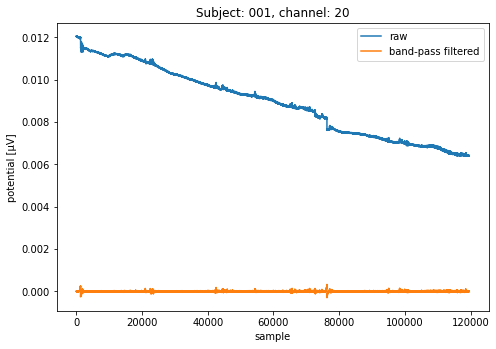 Subject: 001, channel: 20
raw
band-pass filtered
potential [µV]
0.012
0.010
0.008
0.006
0.004
0.002
0.000
0 20000 40000 60000 80000 100000 120000
sample